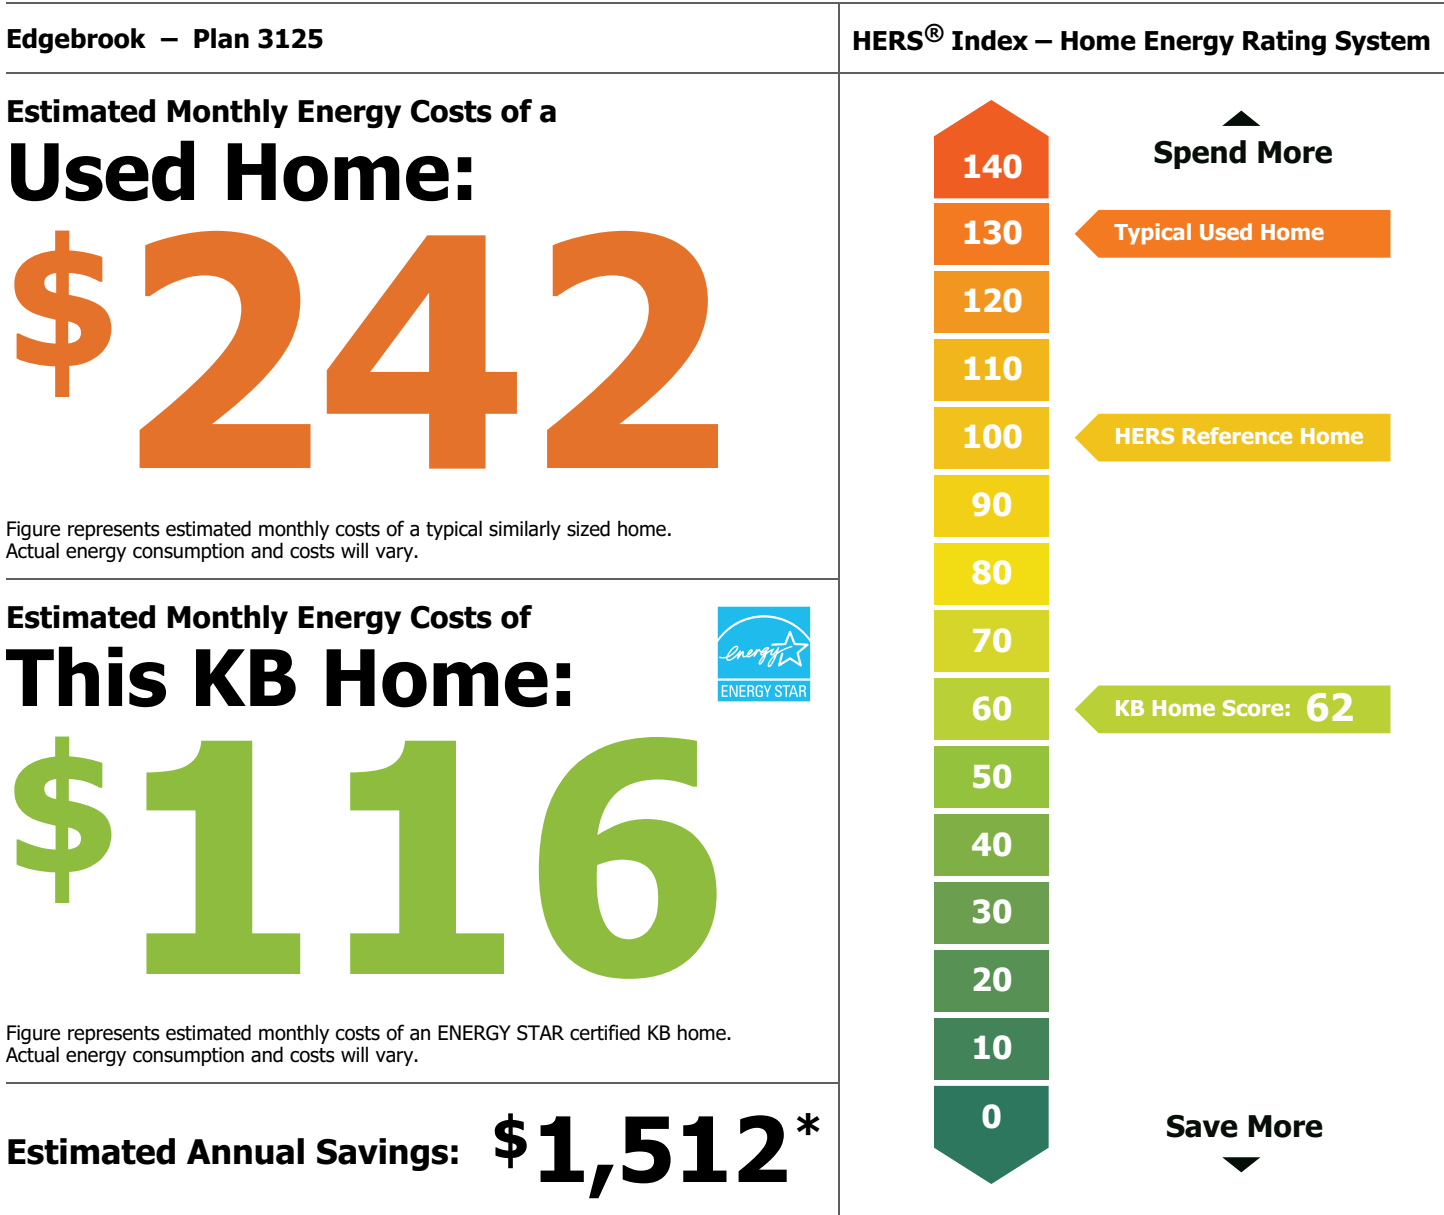 Edgebrook – Plan 3125
Estimated Monthly Energy Costs of a
Used Home:
$242
Figure represents estimated monthly costs of a typical similarly sized home.
Actual energy consumption and costs will vary.
Estimated Monthly Energy Costs of
This KB Home:
energy
ENERGY STAR
$116
Figure represents estimated monthly costs of an ENERGY STAR certified KB home.
Actual energy consumption and costs will vary.
Estimated Annual Savings: $1,512*
HERS® Index – Home Energy Rating System
Spend More
140
130 Typical Used Home
120
110
100 HERS Reference Home
90
80
70
60 KB Home Score: 62
50
40
30
20
10
0
Save More